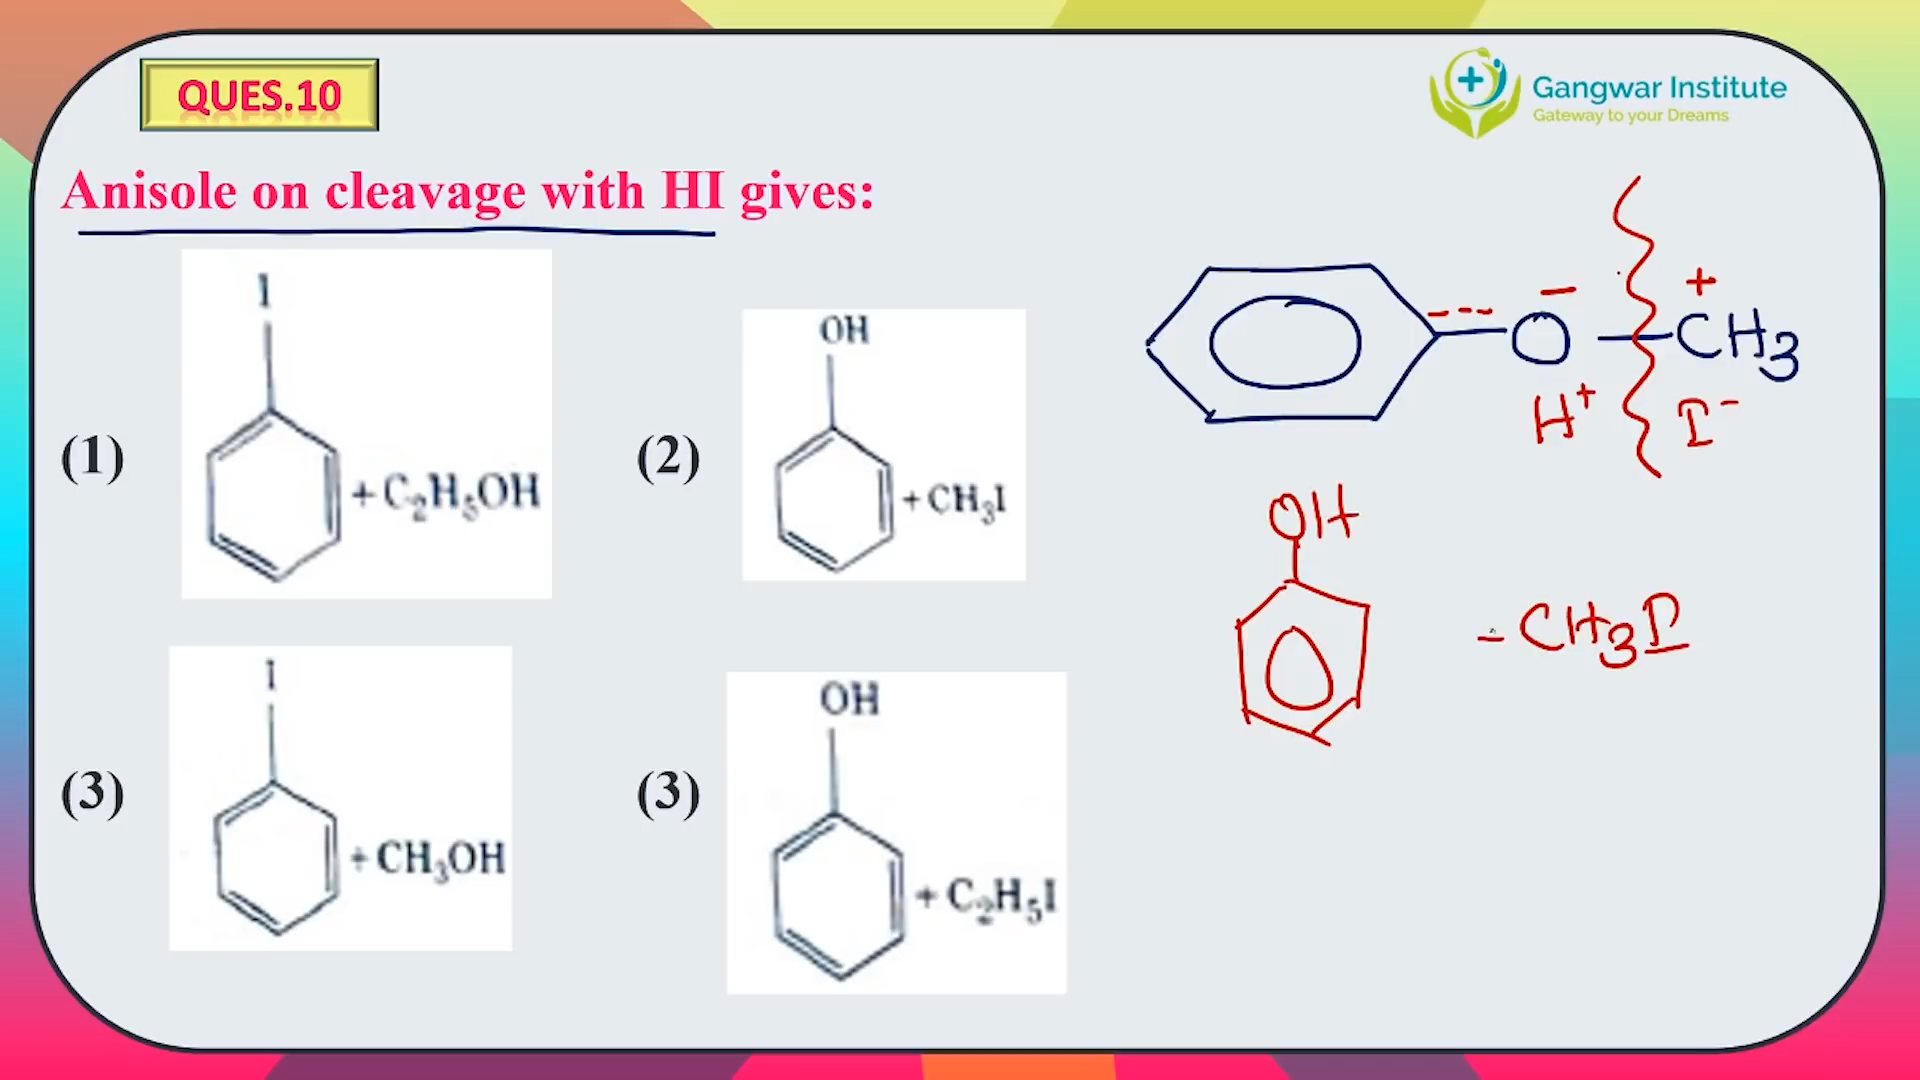 QUES.10
Gangwar Institute
Gateway to your Dreams
Anisole on cleavage with HI gives:
(1)
I
+ C₂H₅OH
(2)
OH
+ CH₃I
(3)
I
+ CH₃OH
(3)
OH
+ C₂H₅I
− +
O — CH₃
H⁺ I⁻
OH
- CH₃I